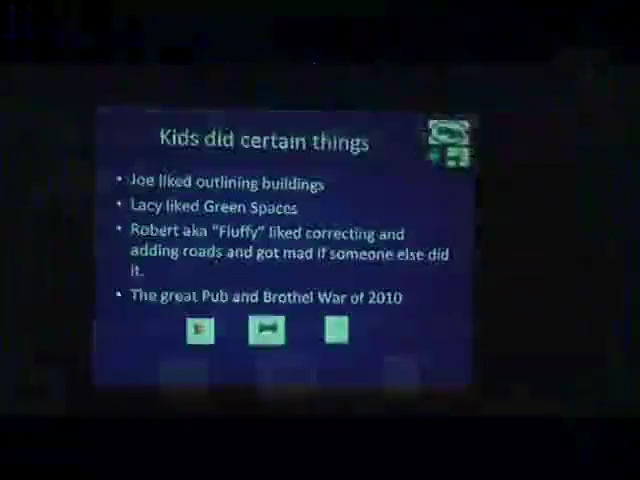 Kids did certain things
• Joe liked outlining buildings
• Lacy liked Green Spaces
• Robert aka "Fluffy" liked correcting and
adding roads and got mad if someone else did
it.
• The great Pub and Brothel War of 2010